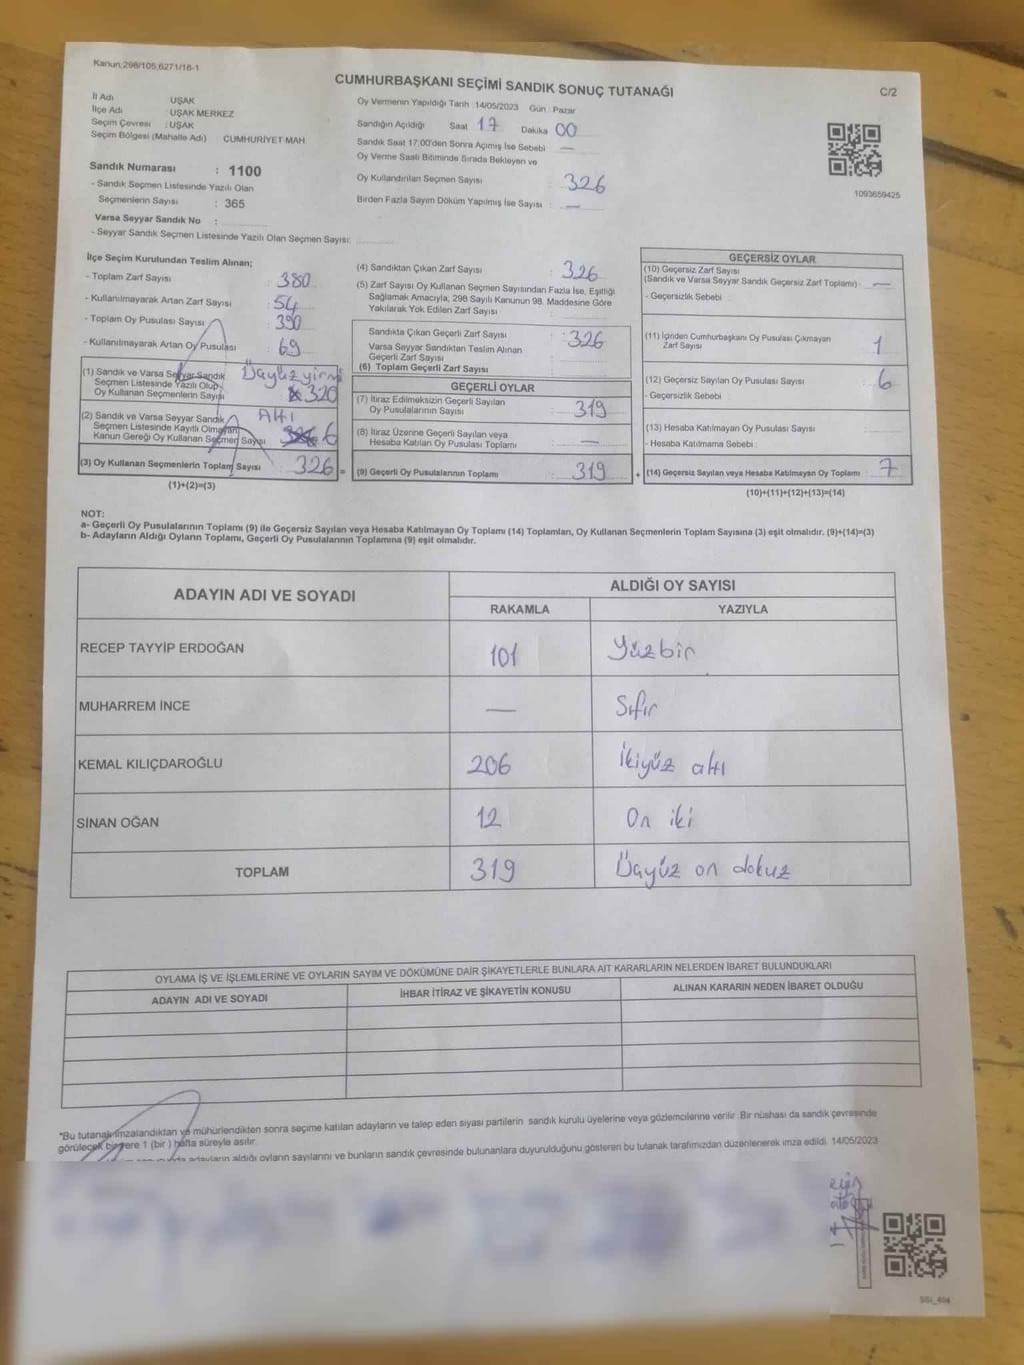 Kanun 298/105,6271/16-1
CUMHURBAŞKANI SEÇİMİ SANDIK SONUÇ TUTANAĞI
C/2
İl Adı : UŞAK
İlçe Adı : UŞAK MERKEZ
Seçim Çevresi : UŞAK
Seçim Bölgesi (Mahalle Adı) : CUMHURİYET MAH
Oy Vermenin Yapıldığı Tarih : 14/05/2023 Gün : Pazar
Sandığın Açıldığı Saat 17 Dakika 00
Sandık Saat 17:00'den Sonra Açımış İse Sebebi : —
Oy Verme Saati Bitiminde Sırada Bekleyen ve
Oy Kullandırılan Seçmen Sayısı : 326
Birden Fazla Sayım Döküm Yapılmış İse Sayısı : —
1093659425
Sandık Numarası : 1100
- Sandık Seçmen Listesinde Yazılı Olan
Seçmenlerin Sayısı : 365
Varsa Seyyar Sandık No :
- Seyyar Sandık Seçmen Listesinde Yazılı Olan Seçmen Sayısı:
İlçe Seçim Kurulundan Teslim Alınan;
- Toplam Zarf Sayısı : 380
- Kullanılmayarak Artan Zarf Sayısı : 54
- Toplam Oy Pusulası Sayısı : 390
- Kullanılmayarak Artan Oy Pusulası : 69
(1) Sandık ve Varsa Seyyar Sandık
Seçmen Listesinde Yazılı Olup
Oy Kullanan Seçmenlerin Sayısı
Üçyüzyirmi
320
(2) Sandık ve Varsa Seyyar Sandık
Seçmen Listesinde Kayıtlı Olmayan
Kanun Gereği Oy Kullanan Seçmen Sayısı
Altı
6
(3) Oy Kullanan Seçmenlerin Toplam Sayısı : 326 =
(1)+(2)=(3)
(4) Sandıktan Çıkan Zarf Sayısı : 326
(5) Zarf Sayısı Oy Kullanan Seçmen Sayısından Fazla İse, Eşitliği
Sağlamak Amacıyla, 298 Sayılı Kanunun 98. Maddesine Göre
Yakılarak Yok Edilen Zarf Sayısı :
Sandıkta Çıkan Geçerli Zarf Sayısı : 326
Varsa Seyyar Sandıktan Teslim Alınan
Geçerli Zarf Sayısı
(6) Toplam Geçerli Zarf Sayısı
GEÇERLİ OYLAR
(7) İtiraz Edilmeksizin Geçerli Sayılan
Oy Pusulalarının Sayısı : 319
(8) İtiraz Üzerine Geçerli Sayılan veya
Hesaba Katılan Oy Pusulası Toplamı : —
(9) Geçerli Oy Pusulalarının Toplamı : 319 +
GEÇERSİZ OYLAR
(10) Geçersiz Zarf Sayısı
(Sandık ve Varsa Seyyar Sandık Geçersiz Zarf Toplamı) : —
- Geçersizlik Sebebi :
(11) İçinden Cumhurbaşkanı Oy Pusulası Çıkmayan
Zarf Sayısı : 1
(12) Geçersiz Sayılan Oy Pusulası Sayısı : 6
- Geçersizlik Sebebi :
(13) Hesaba Katılmayan Oy Pusulası Sayısı :
- Hesaba Katılmama Sebebi :
(14) Geçersiz Sayılan veya Hesaba Katılmayan Oy Toplamı : 7
(10)+(11)+(12)+(13)=(14)
NOT:
a- Geçerli Oy Pusulalarının Toplamı (9) ile Geçersiz Sayılan veya Hesaba Katılmayan Oy Toplamı (14) Toplamları, Oy Kullanan Seçmenlerin Toplam Sayısına (3) eşit olmalıdır. (9)+(14)=(3)
b- Adayların Aldığı Oyların Toplamı, Geçerli Oy Pusulalarının Toplamına (9) eşit olmalıdır.
ADAYIN ADI VE SOYADI ALDIĞI OY SAYISI
RAKAMLA YAZIYLA
RECEP TAYYİP ERDOĞAN 101 Yüzbir
MUHARREM İNCE — Sıfır
KEMAL KILIÇDAROĞLU 206 İkiyüz altı
SİNAN OĞAN 12 On iki
TOPLAM 319 Üçyüz on dokuz
OYLAMA İŞ VE İŞLEMLERİNE VE OYLARIN SAYIM VE DÖKÜMÜNE DAİR ŞİKAYETLERLE BUNLARA AİT KARARLARIN NELERDEN İBARET BULUNDUKLARI
ADAYIN ADI VE SOYADI İHBAR İTİRAZ VE ŞİKAYETİN KONUSU ALINAN KARARIN NEDEN İBARET OLDUĞU
*Bu tutanak imzalandıktan ve mühürlendikten sonra seçime katılan adayların ve talep eden siyasi partilerin sandık kurulu üyelerine veya gözlemcilerine verilir. Bir nüshası da sandık çevresinde
görülecek bir yere 1 (bir) hafta süreyle asılır.
adayların aldığı oyların sayılarını ve bunların sandık çevresinde bulunanlara duyurulduğunu gösteren bu tutanak tarafımızdan düzenlenerek imza edildi. 14/05/2023